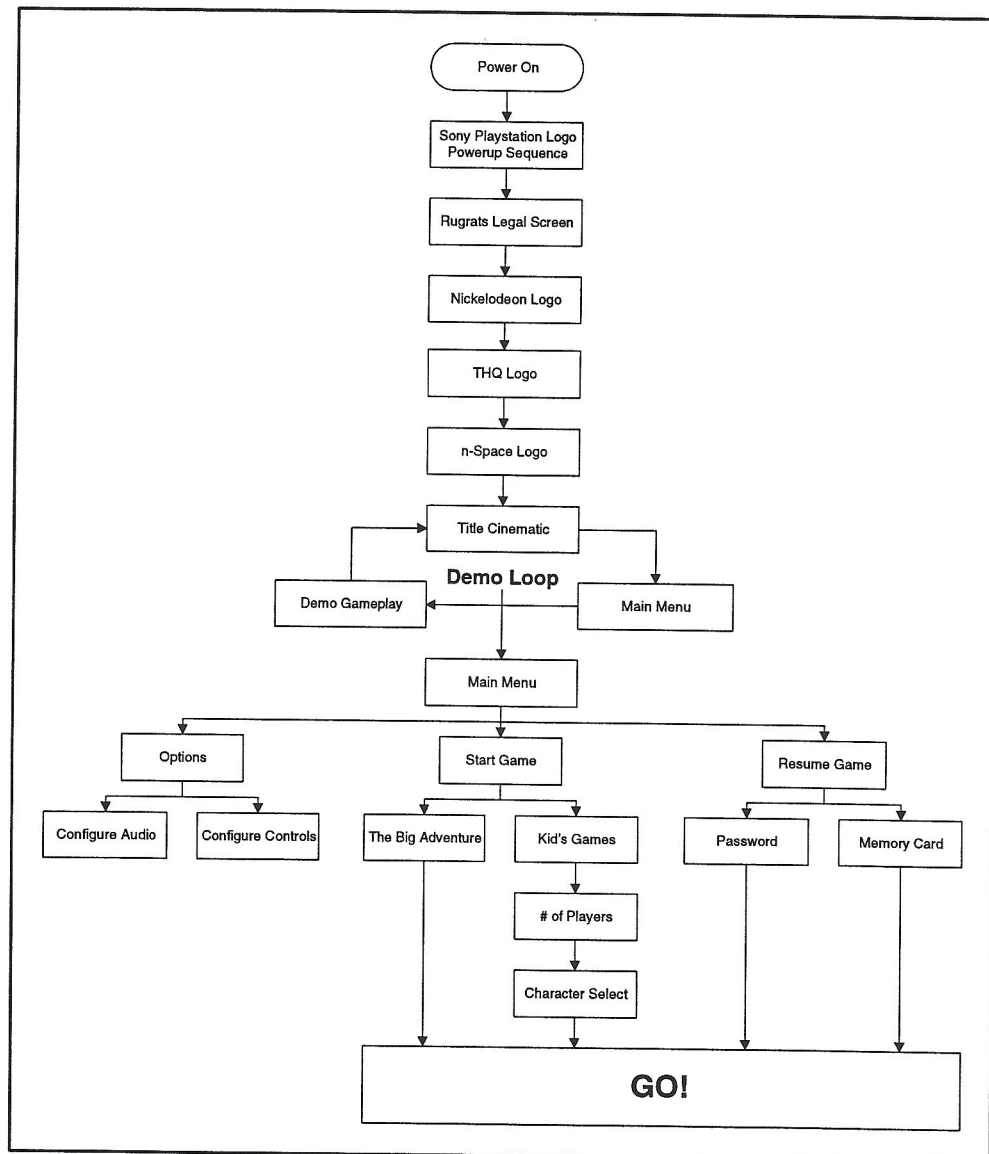 Power On
Sony Playstation Logo
Powerup Sequence
Rugrats Legal Screen
Nickelodeon Logo
THQ Logo
n-Space Logo
Title Cinematic
Demo Loop
Demo Gameplay
Main Menu
Main Menu
Options
Start Game
Resume Game
Configure Audio
Configure Controls
The Big Adventure
Kid's Games
Password
Memory Card
# of Players
Character Select
GO!